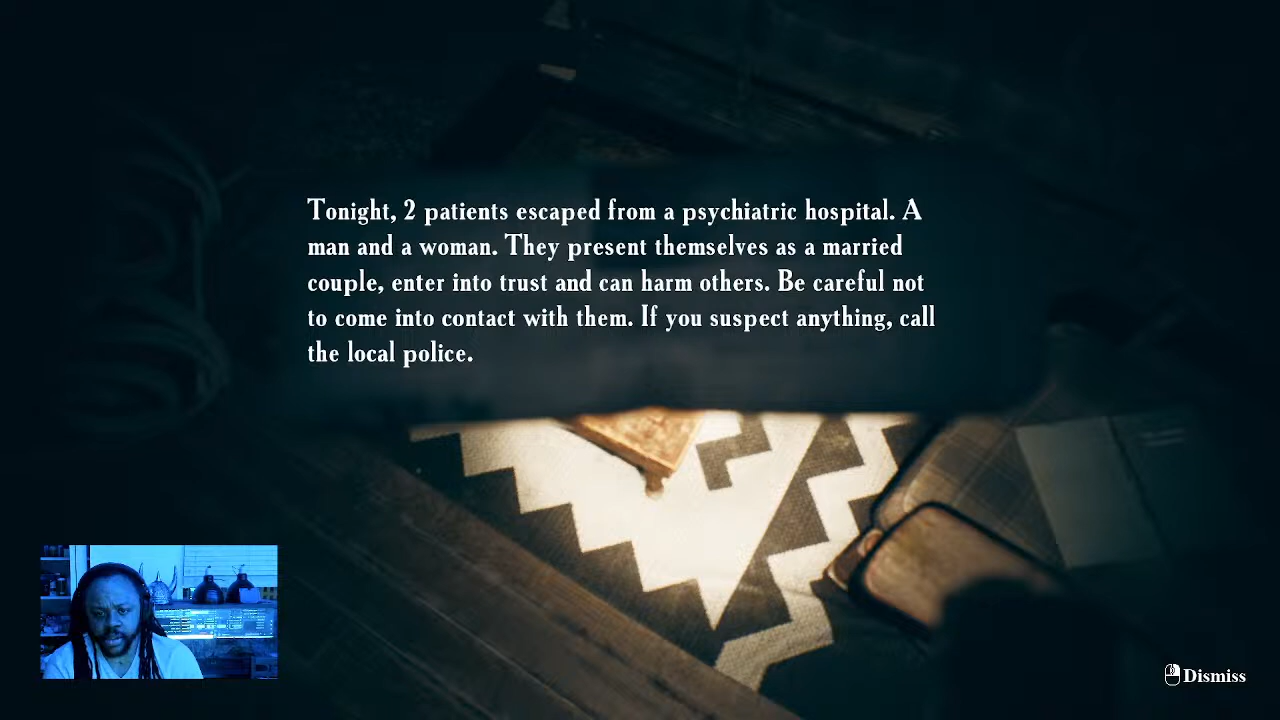 Tonight, 2 patients escaped from a psychiatric hospital. A
man and a woman. They present themselves as a married
couple, enter into trust and can harm others. Be careful not
to come into contact with them. If you suspect anything, call
the local police.
Dismiss